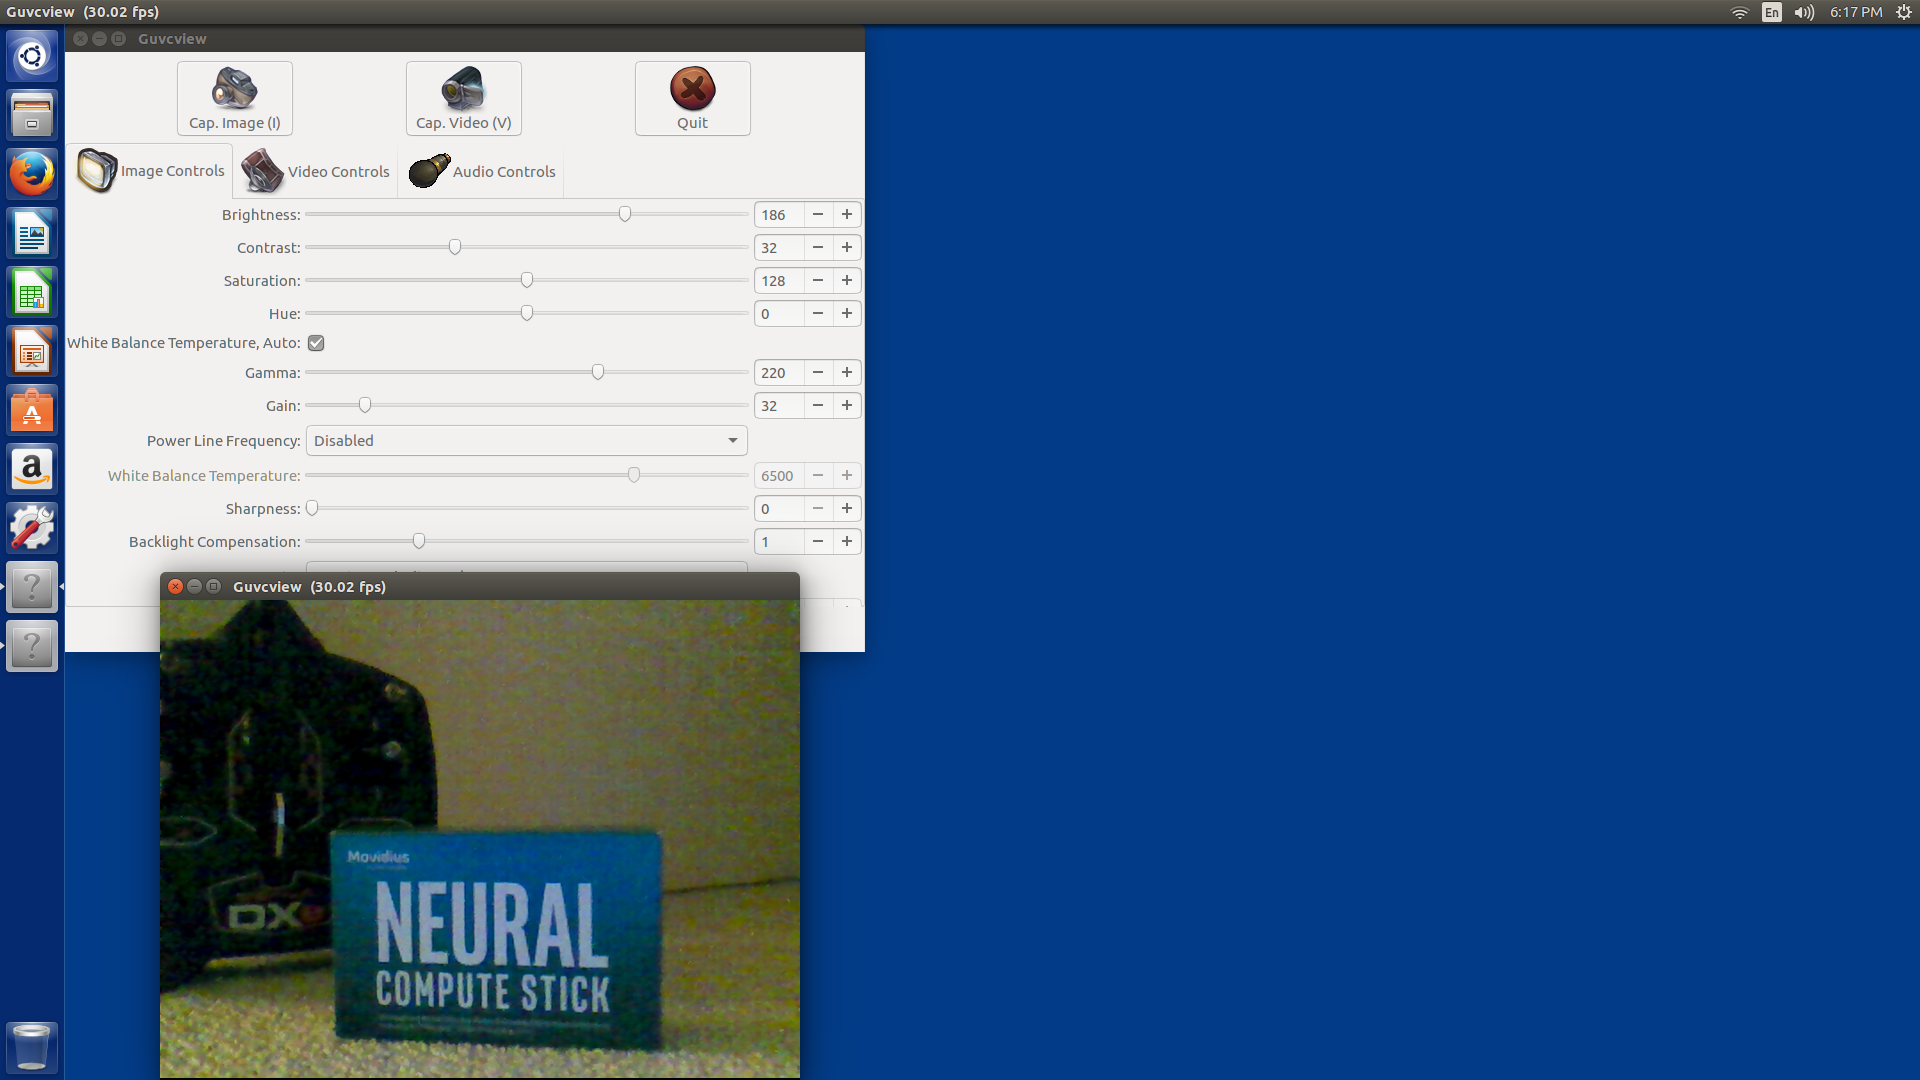 Guvcview (30.02 fps)
En
6:17 PM
Guvcview
Cap. Image (I)
Cap. Video (V)
Quit
Image Controls
Video Controls
Audio Controls
Brightness: 186
Contrast: 32
Saturation: 128
Hue: 0
White Balance Temperature, Auto:
Gamma: 220
Gain: 32
Power Line Frequency: Disabled
White Balance Temperature: 6500
Sharpness: 0
Backlight Compensation: 1
Guvcview (30.02 fps)
Movidius
NEURAL
COMPUTE STICK
DX